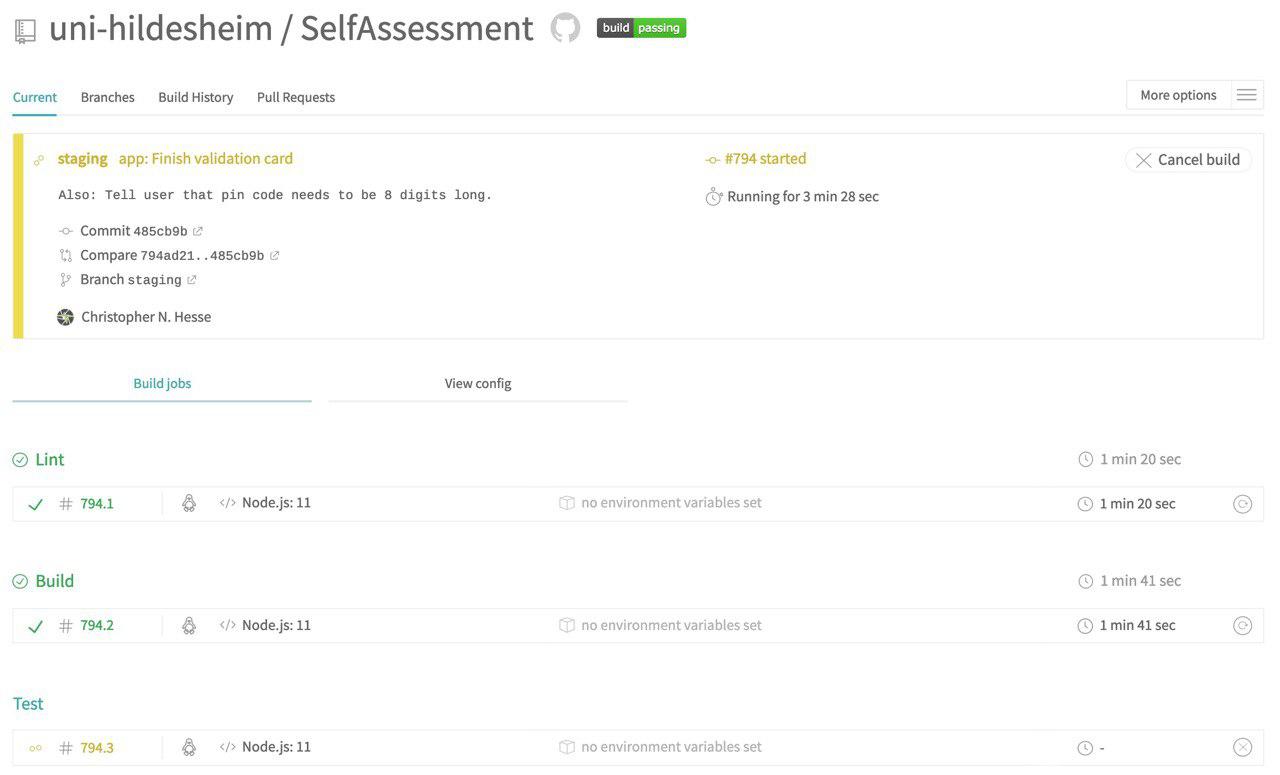 uni-hildesheim / SelfAssessment build passing
Current Branches Build History Pull Requests More options
staging app: Finish validation card #794 started Cancel build
Also: Tell user that pin code needs to be 8 digits long. Running for 3 min 28 sec
Commit 485cb9b
Compare 794ad21..485cb9b
Branch staging
Christopher N. Hesse
Build jobs View config
Lint 1 min 20 sec
# 794.1 </> Node.js: 11 no environment variables set 1 min 20 sec
Build 1 min 41 sec
# 794.2 </> Node.js: 11 no environment variables set 1 min 41 sec
Test
# 794.3 </> Node.js: 11 no environment variables set -